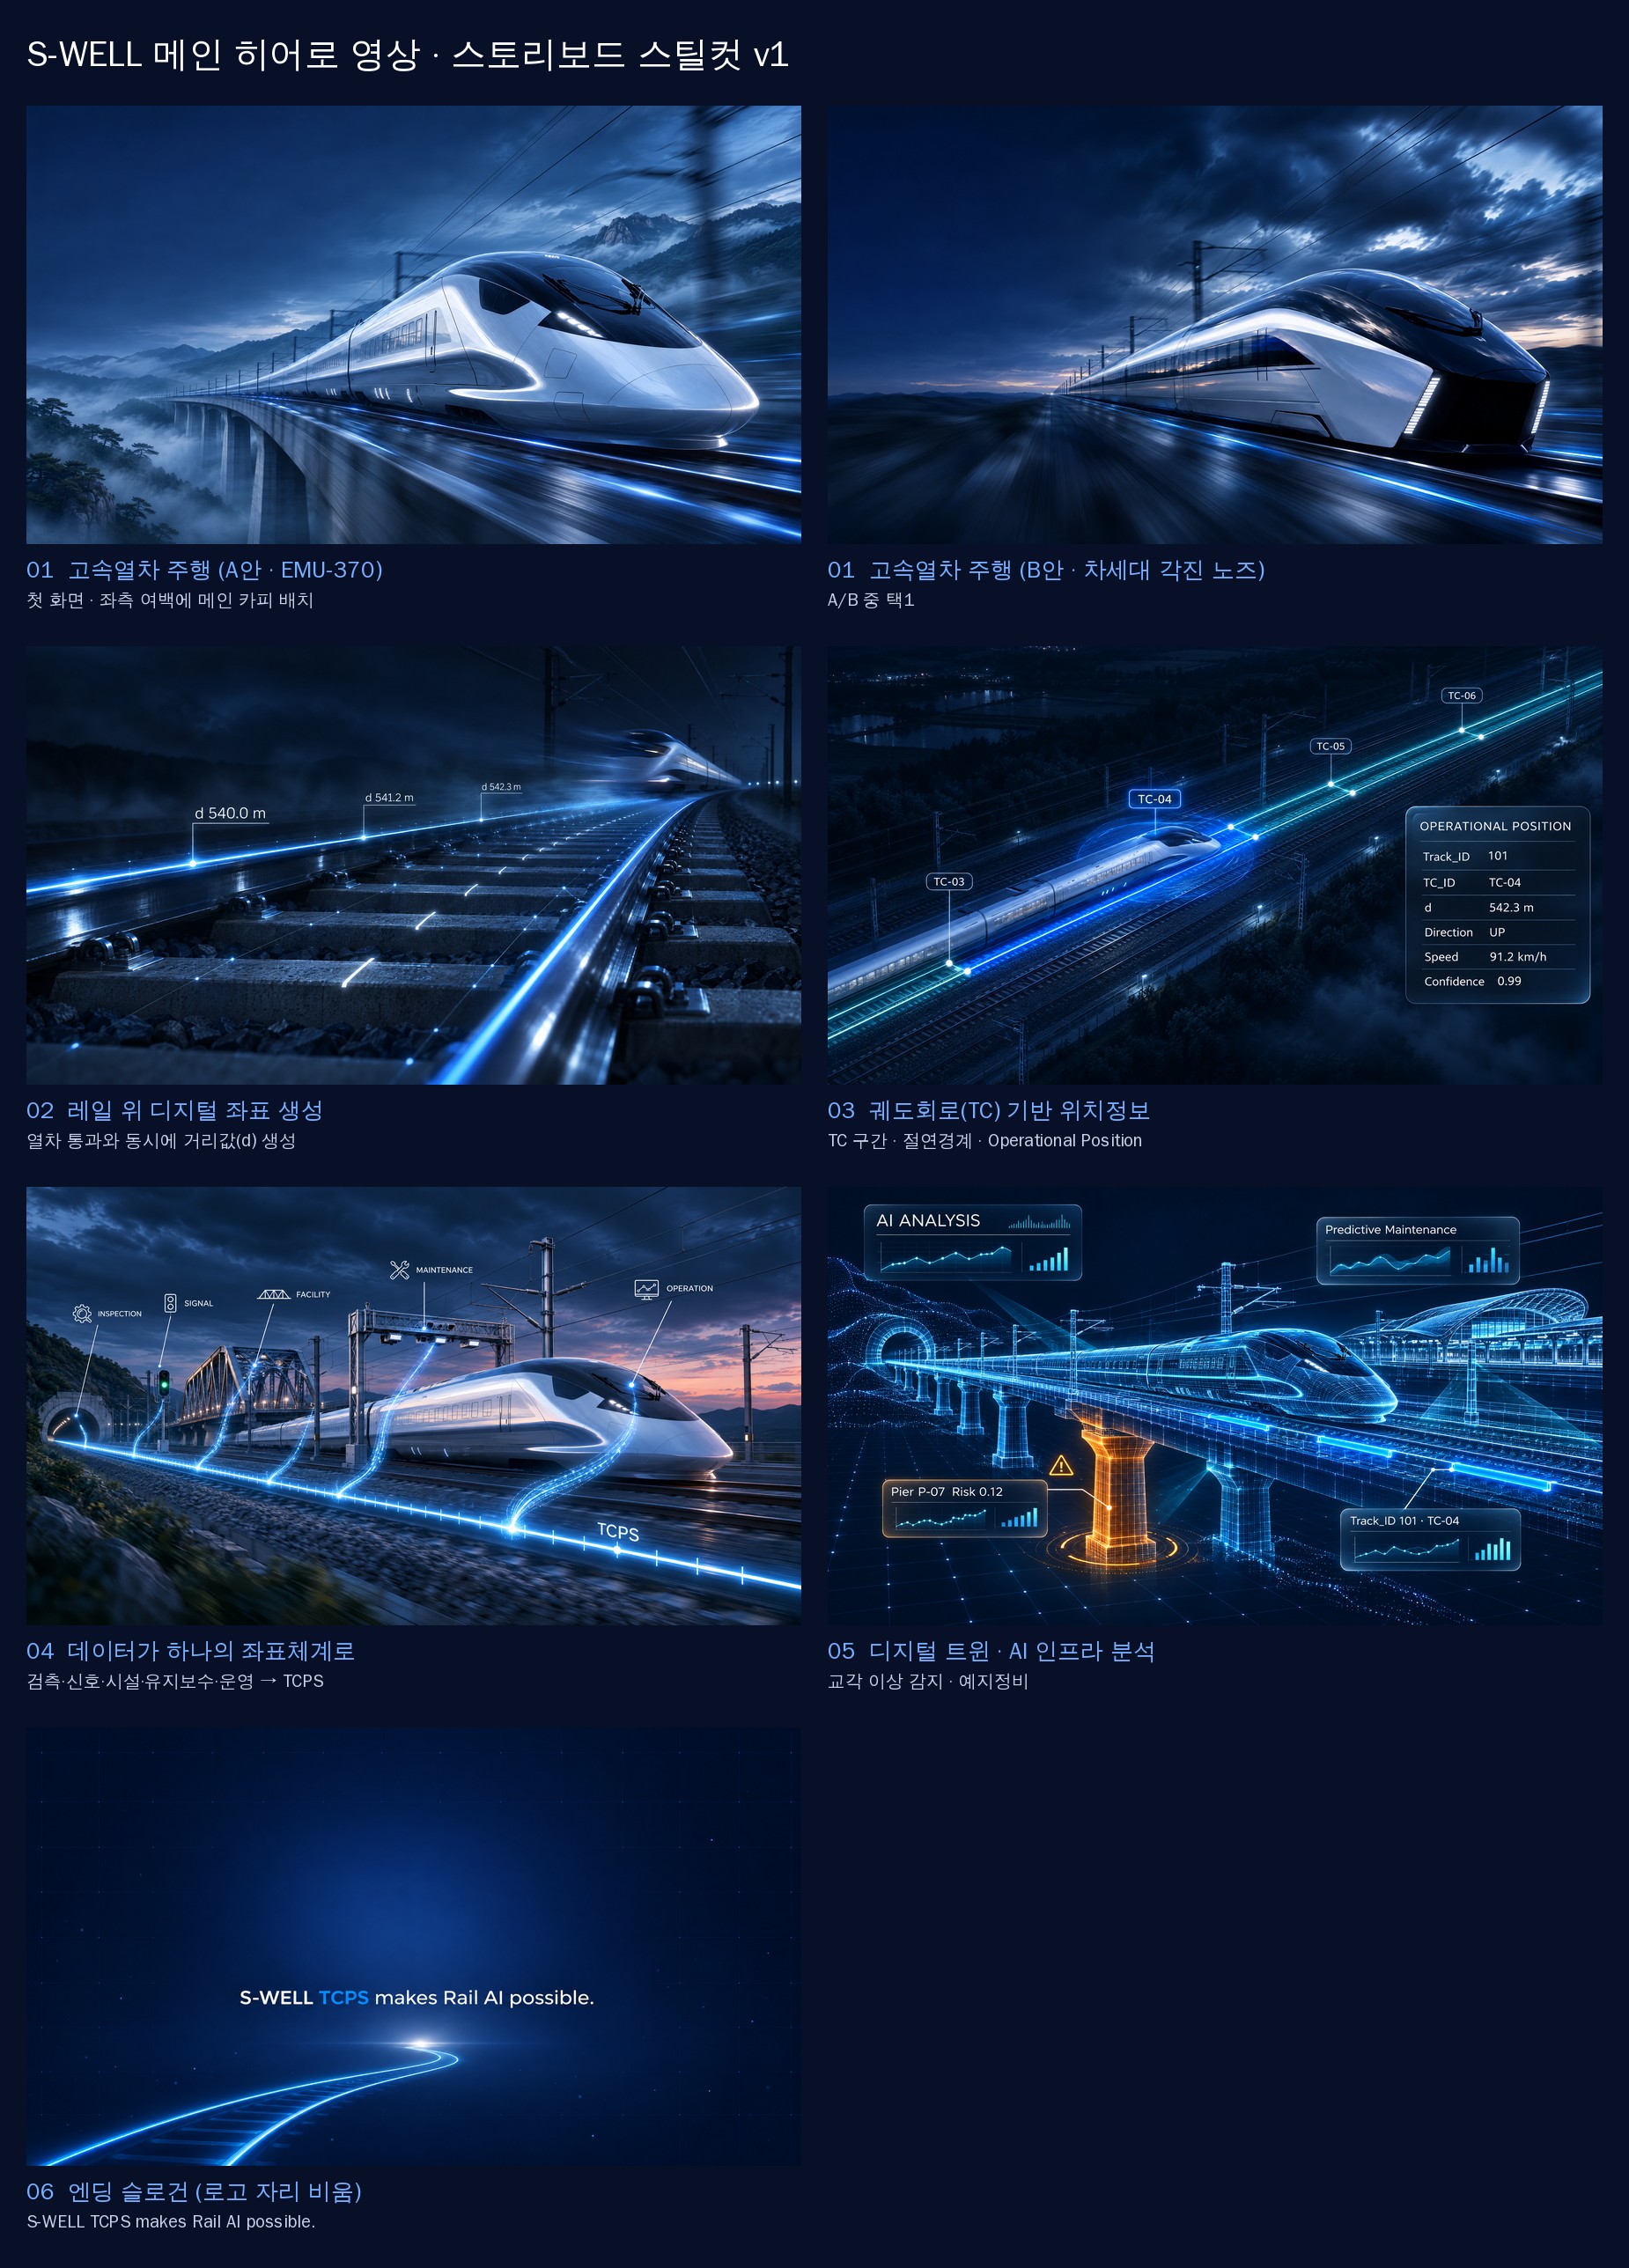 S-WELL 메인 히어로 영상 · 스토리보드 스틸컷 v1
01 고속열차 주행 (A안 · EMU-370)
첫 화면 · 좌측 여백에 메인 카피 배치
01 고속열차 주행 (B안 · 차세대 각진 노즈)
A/B 중 택1
d 540.0 m
d 541.2 m
d 542.3 m
02 레일 위 디지털 좌표 생성
열차 통과와 동시에 거리값(d) 생성
TC-03
TC-04
TC-05
TC-06
OPERATIONAL POSITION
Track_ID 101
TC_ID TC-04
d 542.3 m
Direction UP
Speed 91.2 km/h
Confidence 0.99
03 궤도회로(TC) 기반 위치정보
TC 구간 · 절연경계 · Operational Position
INSPECTION
SIGNAL
FACILITY
MAINTENANCE
OPERATION
TCPS
04 데이터가 하나의 좌표체계로
검측·신호·시설·유지보수·운영 → TCPS
AI ANALYSIS
Predictive Maintenance
Pier P-07 Risk 0.12
Track_ID 101 · TC-04
05 디지털 트윈 · AI 인프라 분석
교각 이상 감지 · 예지정비
S-WELL TCPS makes Rail AI possible.
06 엔딩 슬로건 (로고 자리 비움)
S-WELL TCPS makes Rail AI possible.